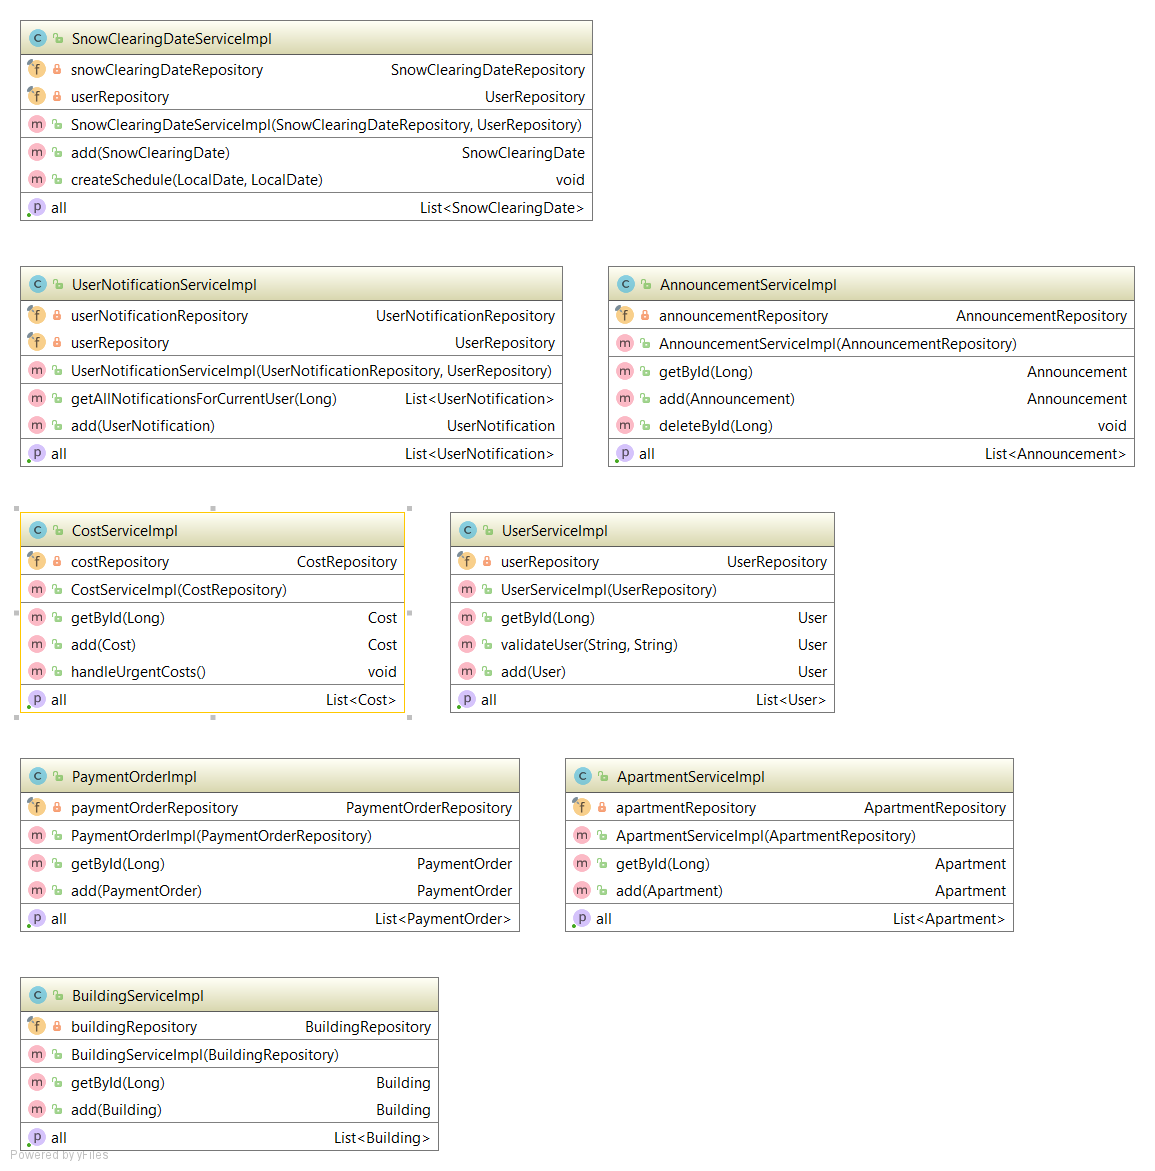 SnowClearingDateServiceImpl
snowClearingDateRepository SnowClearingDateRepository
userRepository UserRepository
SnowClearingDateServiceImpl(SnowClearingDateRepository, UserRepository)
add(SnowClearingDate) SnowClearingDate
createSchedule(LocalDate, LocalDate) void
all List<SnowClearingDate>
UserNotificationServiceImpl
userNotificationRepository UserNotificationRepository
userRepository UserRepository
UserNotificationServiceImpl(UserNotificationRepository, UserRepository)
getAllNotificationsForCurrentUser(Long) List<UserNotification>
add(UserNotification) UserNotification
all List<UserNotification>
AnnouncementServiceImpl
announcementRepository AnnouncementRepository
AnnouncementServiceImpl(AnnouncementRepository)
getById(Long) Announcement
add(Announcement) Announcement
deleteById(Long) void
all List<Announcement>
CostServiceImpl
costRepository CostRepository
CostServiceImpl(CostRepository)
getById(Long) Cost
add(Cost) Cost
handleUrgentCosts() void
all List<Cost>
UserServiceImpl
userRepository UserRepository
UserServiceImpl(UserRepository)
getById(Long) User
validateUser(String, String) User
add(User) User
all List<User>
PaymentOrderImpl
paymentOrderRepository PaymentOrderRepository
PaymentOrderImpl(PaymentOrderRepository)
getById(Long) PaymentOrder
add(PaymentOrder) PaymentOrder
all List<PaymentOrder>
ApartmentServiceImpl
apartmentRepository ApartmentRepository
ApartmentServiceImpl(ApartmentRepository)
getById(Long) Apartment
add(Apartment) Apartment
all List<Apartment>
BuildingServiceImpl
buildingRepository BuildingRepository
BuildingServiceImpl(BuildingRepository)
getById(Long) Building
add(Building) Building
all List<Building>
Powered by yFiles